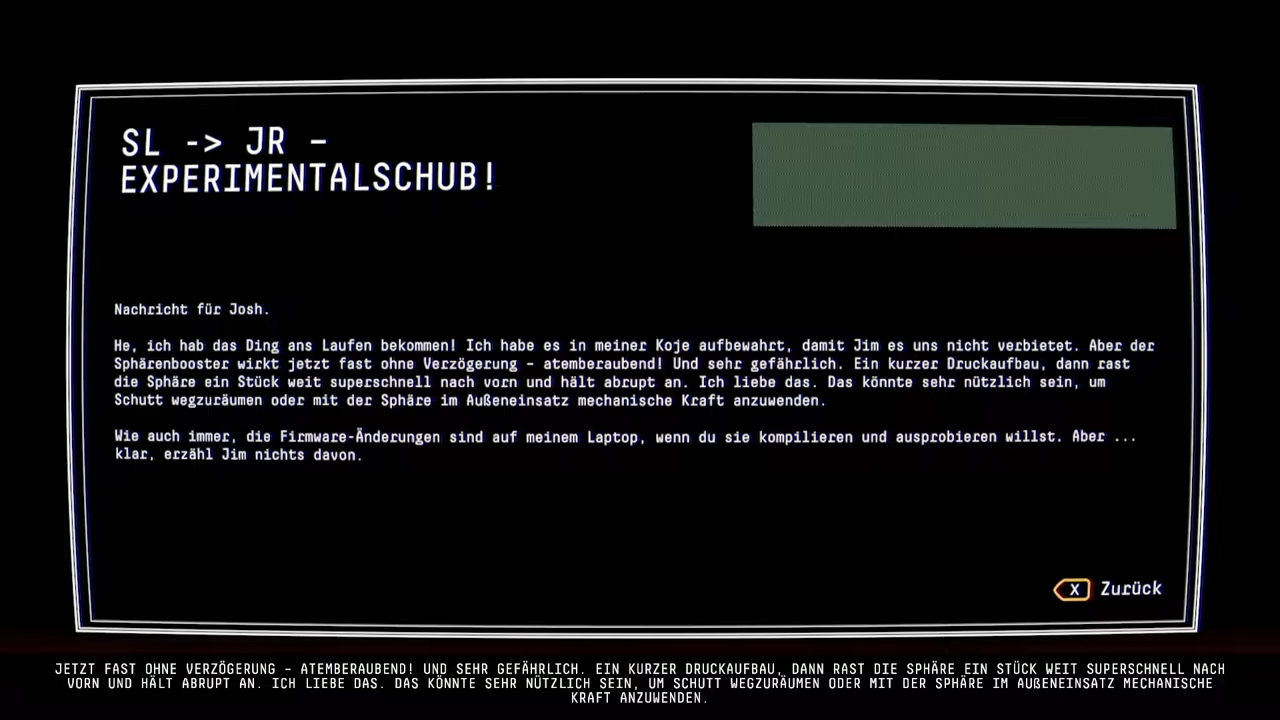 SL -> JR –
EXPERIMENTALSCHUB!
Nachricht für Josh.
He, ich hab das Ding ans Laufen bekommen! Ich habe es in meiner Koje aufbewahrt, damit Jim es uns nicht verbietet. Aber der
Sphärenbooster wirkt jetzt fast ohne Verzögerung – atemberaubend! Und sehr gefährlich. Ein kurzer Druckaufbau, dann rast
die Sphäre ein Stück weit superschnell nach vorn und hält abrupt an. Ich liebe das. Das könnte sehr nützlich sein, um
Schutt wegzuräumen oder mit der Sphäre im Außeneinsatz mechanische Kraft anzuwenden.
Wie auch immer, die Firmware-Änderungen sind auf meinem Laptop, wenn du sie kompilieren und ausprobieren willst. Aber ...
klar, erzähl Jim nichts davon.
X Zurück
JETZT FAST OHNE VERZÖGERUNG – ATEMBERAUBEND! UND SEHR GEFÄHRLICH. EIN KURZER DRUCKAUFBAU, DANN RAST DIE SPHÄRE EIN STÜCK WEIT SUPERSCHNELL NACH
VORN UND HÄLT ABRUPT AN. ICH LIEBE DAS. DAS KÖNNTE SEHR NÜTZLICH SEIN, UM SCHUTT WEGZURÄUMEN ODER MIT DER SPHÄRE IM AUßENEINSATZ MECHANISCHE
KRAFT ANZUWENDEN.